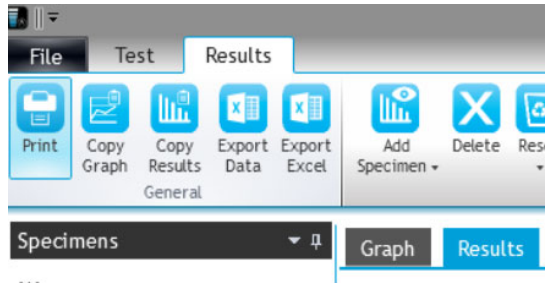 File Test Results
Print Copy Graph Copy Results Export Data Export Excel Add Specimen Delete
General
Specimens Graph Results